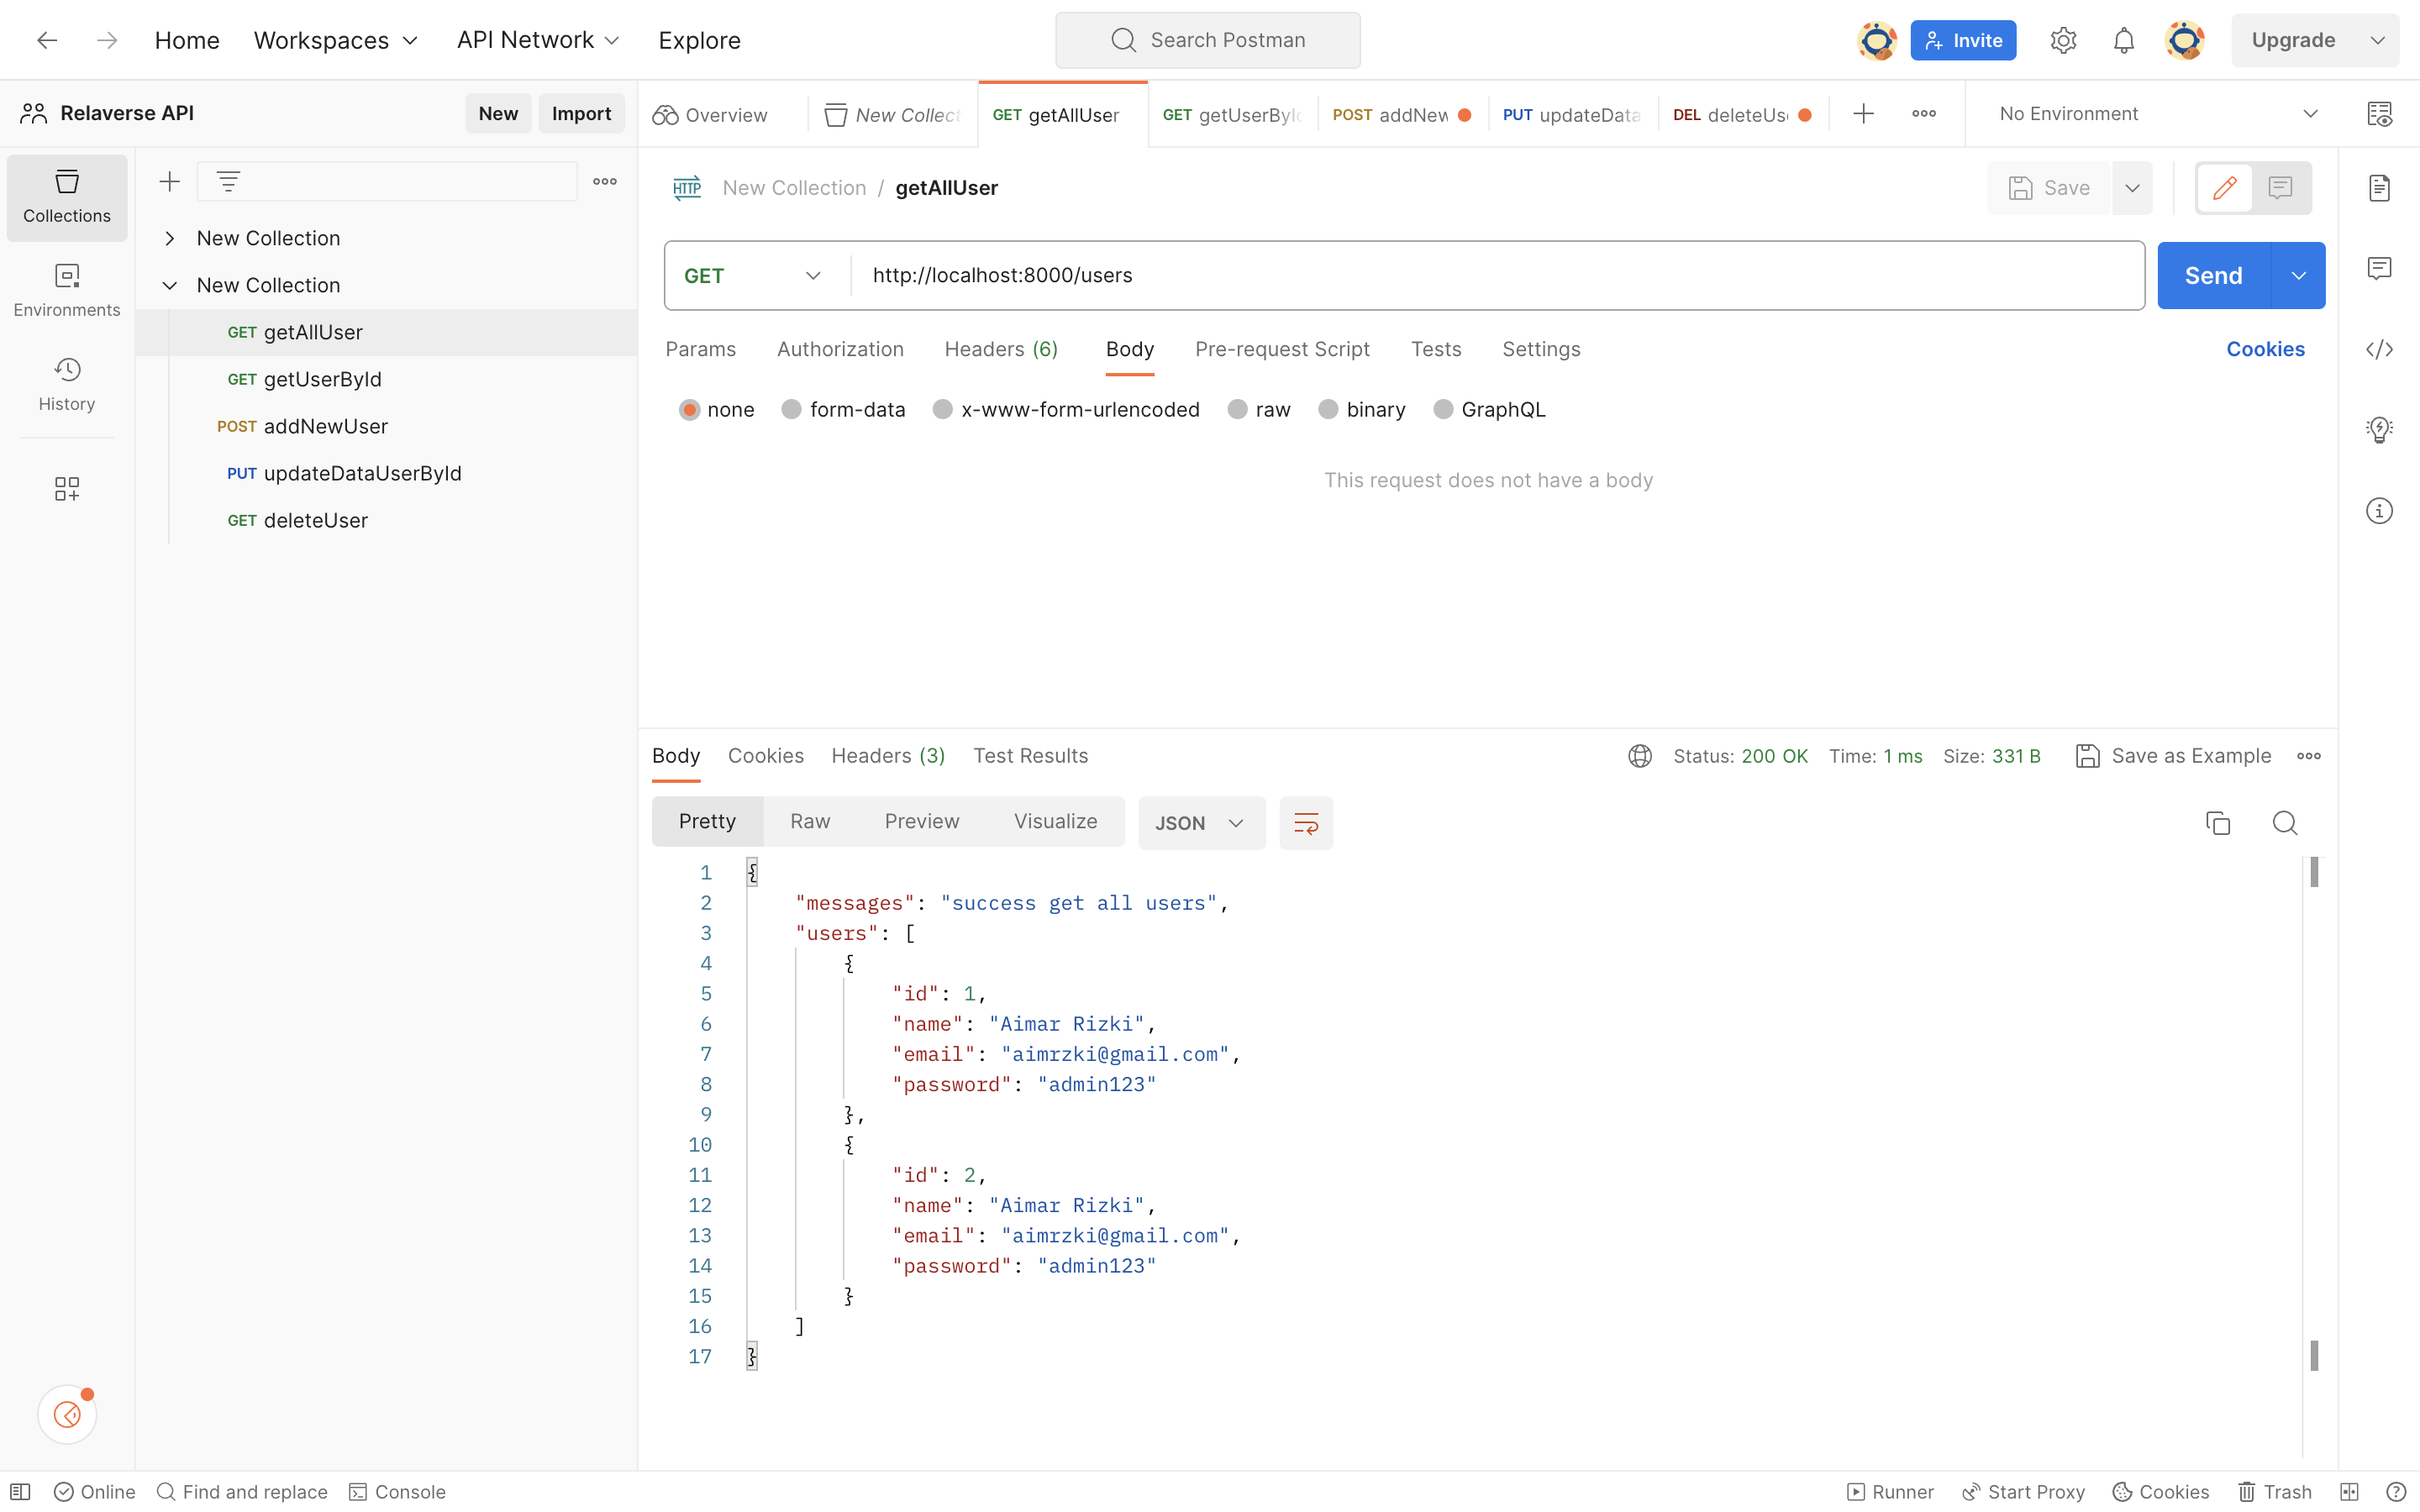 Home Workspaces API Network Explore Search Postman Invite Upgrade
Relaverse API New Import
Overview New Collect GET getAllUser GET getUserById POST addNew PUT updateData DEL deleteUs No Environment
Collections
Environments
History
New Collection
New Collection
GET getAllUser
GET getUserById
POST addNewUser
PUT updateDataUserById
GET deleteUser
HTTP New Collection / getAllUser Save
GET http://localhost:8000/users Send
Params Authorization Headers (6) Body Pre-request Script Tests Settings Cookies
none form-data x-www-form-urlencoded raw binary GraphQL
This request does not have a body
Body Cookies Headers (3) Test Results Status: 200 OK Time: 1 ms Size: 331 B Save as Example
Pretty Raw Preview Visualize JSON
1 {
2 "messages": "success get all users",
3 "users": [
4 {
5 "id": 1,
6 "name": "Aimar Rizki",
7 "email": "aimrzki@gmail.com",
8 "password": "admin123"
9 },
10 {
11 "id": 2,
12 "name": "Aimar Rizki",
13 "email": "aimrzki@gmail.com",
14 "password": "admin123"
15 }
16 ]
17 }
Online Find and replace Console Runner Start Proxy Cookies Trash